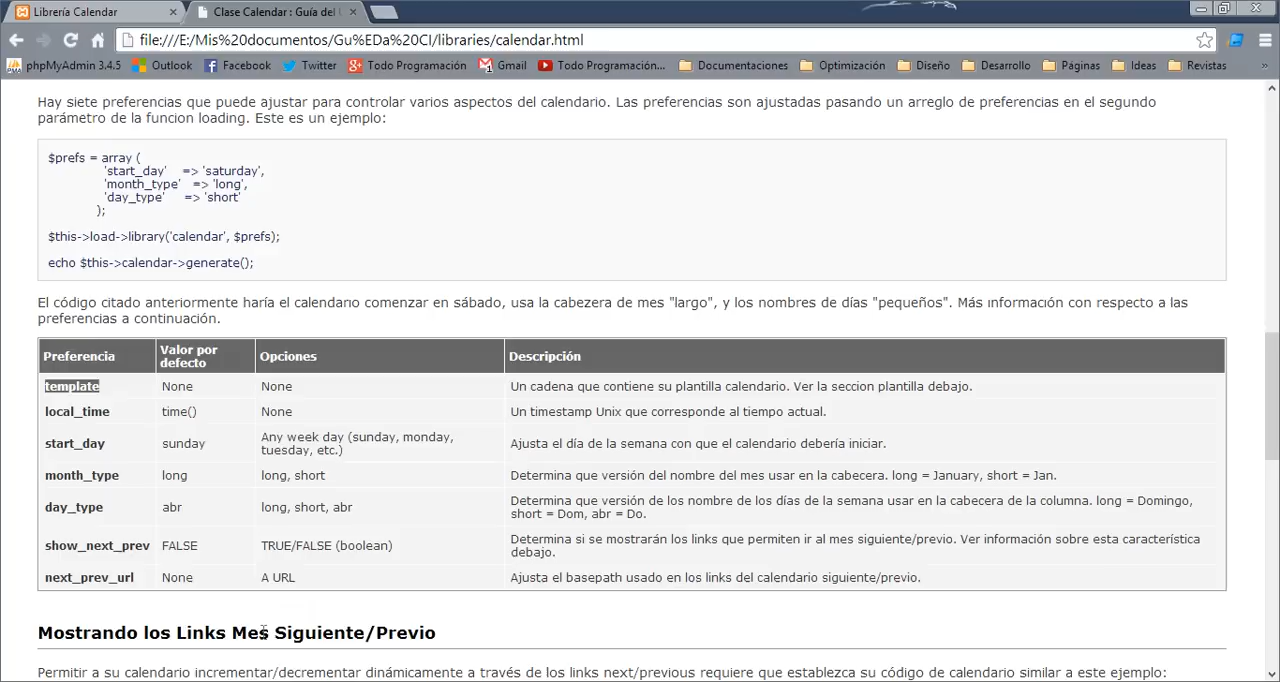 Librería Calendar
Clase Calendar : Guía del
file:///E:/Mis%20documentos/Gu%EDa%20CI/libraries/calendar.html
phpMyAdmin 3.4.5 Outlook Facebook Twitter Todo Programación Gmail Todo Programación... Documentaciones Optimización Diseño Desarrollo Páginas Ideas Revistas »
Hay siete preferencias que puede ajustar para controlar varios aspectos del calendario. Las preferencias son ajustadas pasando un arreglo de preferencias en el segundo
parámetro de la funcion loading. Este es un ejemplo:
$prefs = array (
'start_day' => 'saturday',
'month_type' => 'long',
'day_type' => 'short'
);
$this->load->library('calendar', $prefs);
echo $this->calendar->generate();
El código citado anteriormente haría el calendario comenzar en sábado, usa la cabezera de mes "largo", y los nombres de días "pequeños". Más información con respecto a las
preferencias a continuación.
Preferencia Valor por defecto Opciones Descripción
template None None Un cadena que contiene su plantilla calendario. Ver la seccion plantilla debajo.
local_time time() None Un timestamp Unix que corresponde al tiempo actual.
start_day sunday Any week day (sunday, monday, tuesday, etc.) Ajusta el día de la semana con que el calendario debería iniciar.
month_type long long, short Determina que versión del nombre del mes usar en la cabecera. long = January, short = Jan.
day_type abr long, short, abr Determina que versión de los nombre de los días de la semana usar en la cabecera de la columna. long = Domingo,
short = Dom, abr = Do.
show_next_prev FALSE TRUE/FALSE (boolean) Determina si se mostrarán los links que permiten ir al mes siguiente/previo. Ver información sobre esta característica
debajo.
next_prev_url None A URL Ajusta el basepath usado en los links del calendario siguiente/previo.
Mostrando los Links Mes Siguiente/Previo
Permitir a su calendario incrementar/decrementar dinámicamente a través de los links next/previous requiere que establezca su código de calendario similar a este ejemplo: